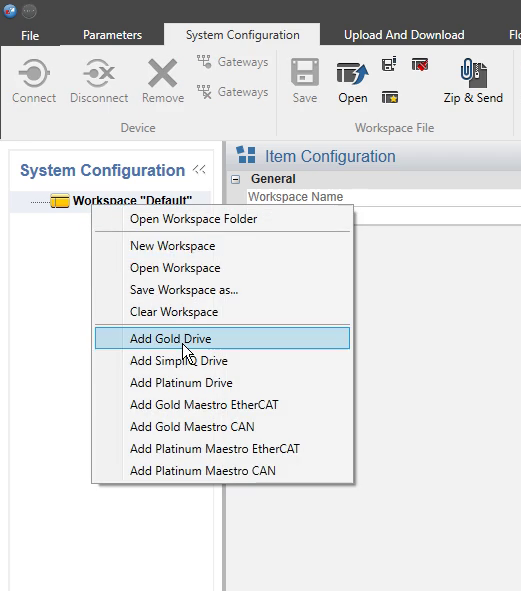 File Parameters System Configuration Upload And Download Flo
Connect Disconnect Remove Gateways Gateways Save Open Zip & Send
Device Workspace File
System Configuration
Workspace "Default"
Item Configuration
General
Workspace Name
Open Workspace Folder
New Workspace
Open Workspace
Save Workspace as...
Clear Workspace
Add Gold Drive
Add SimplIQ Drive
Add Platinum Drive
Add Gold Maestro EtherCAT
Add Gold Maestro CAN
Add Platinum Maestro EtherCAT
Add Platinum Maestro CAN